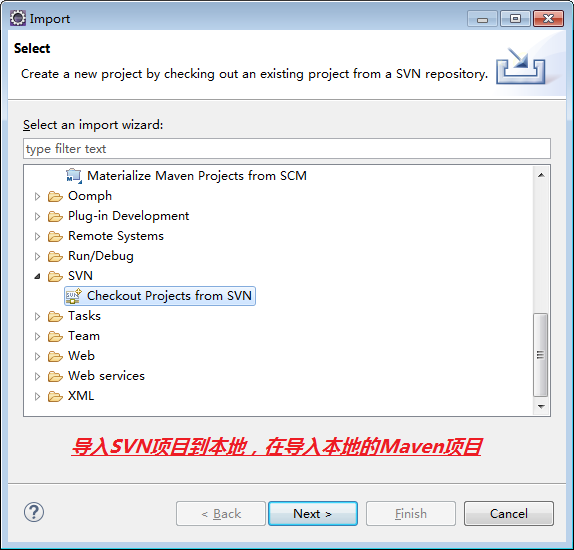 Import
Select
Create a new project by checking out an existing project from a SVN repository.
Select an import wizard:
type filter text
Materialize Maven Projects from SCM
Oomph
Plug-in Development
Remote Systems
Run/Debug
SVN
SVN Checkout Projects from SVN
Tasks
Team
Web
Web services
XML
导入SVN项目到本地，在导入本地的Maven项目
< Back Next > Finish Cancel